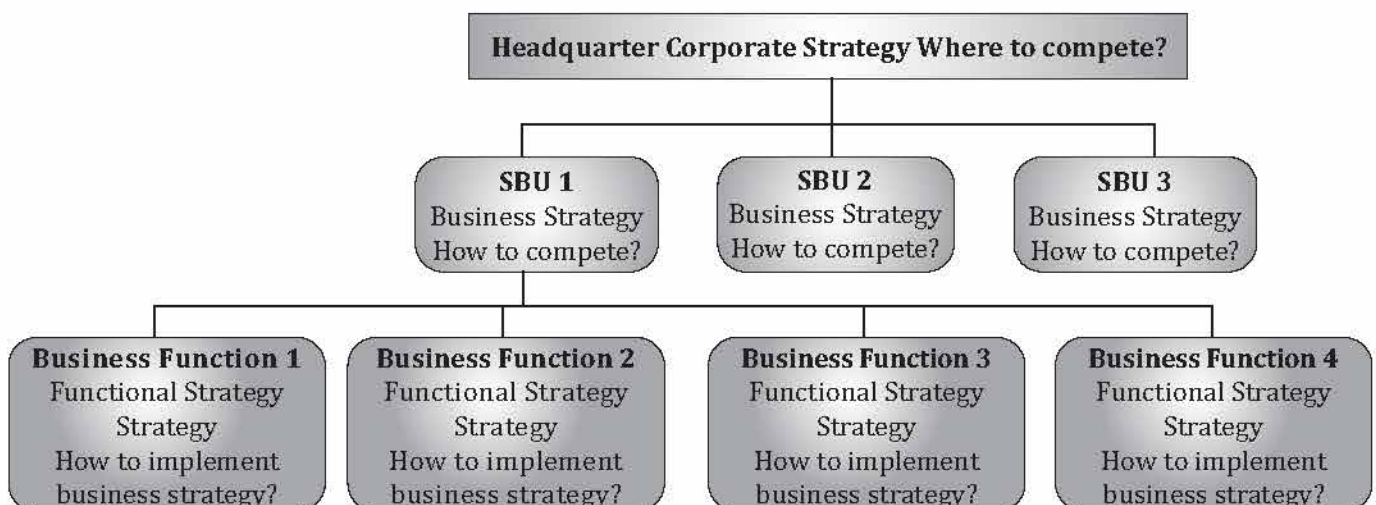 Headquarter Corporate Strategy Where to compete?
SBU 1
Business Strategy
How to compete?
SBU 2
Business Strategy
How to compete?
SBU 3
Business Strategy
How to compete?
Business Function 1
Functional Strategy
Strategy
How to implement
business strategy?
Business Function 2
Functional Strategy
Strategy
How to implement
business strategy?
Business Function 3
Functional Strategy
Strategy
How to implement
business strategy?
Business Function 4
Functional Strategy
Strategy
How to implement
business strategy?